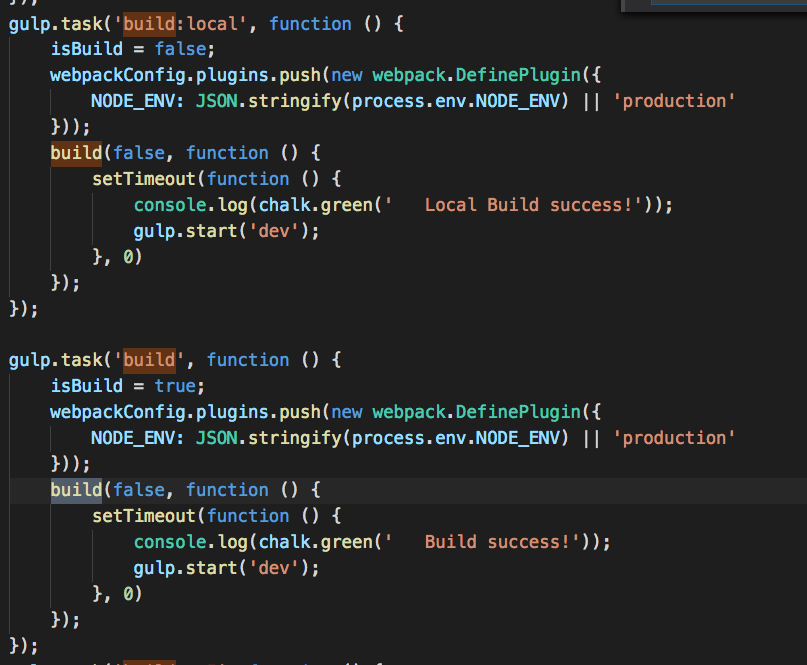 gulp.task('build:local', function () {
    isBuild = false;
    webpackConfig.plugins.push(new webpack.DefinePlugin({
        NODE_ENV: JSON.stringify(process.env.NODE_ENV) || 'production'
    }));
    build(false, function () {
        setTimeout(function () {
            console.log(chalk.green('   Local Build success!'));
            gulp.start('dev');
        }, 0)
    });
});
gulp.task('build', function () {
    isBuild = true;
    webpackConfig.plugins.push(new webpack.DefinePlugin({
        NODE_ENV: JSON.stringify(process.env.NODE_ENV) || 'production'
    }));
    build(false, function () {
        setTimeout(function () {
            console.log(chalk.green('   Build success!'));
            gulp.start('dev');
        }, 0)
    });
});